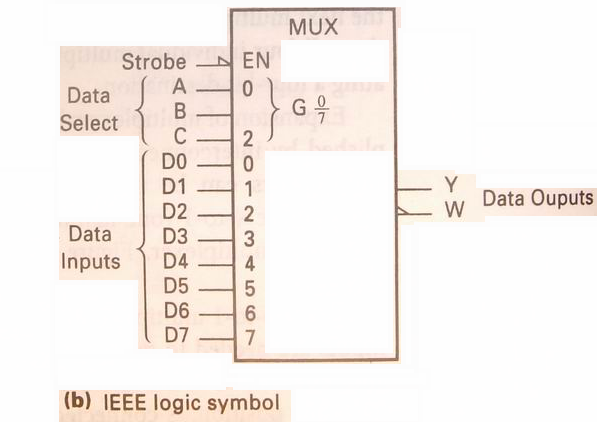 MUX
Strobe EN
A 0
Data B G 0/7
Select C 2
D0 0
D1 1 Y
D2 2 W Data Ouputs
Data D3 3
Inputs D4 4
D5 5
D6 6
D7 7
(b) IEEE logic symbol